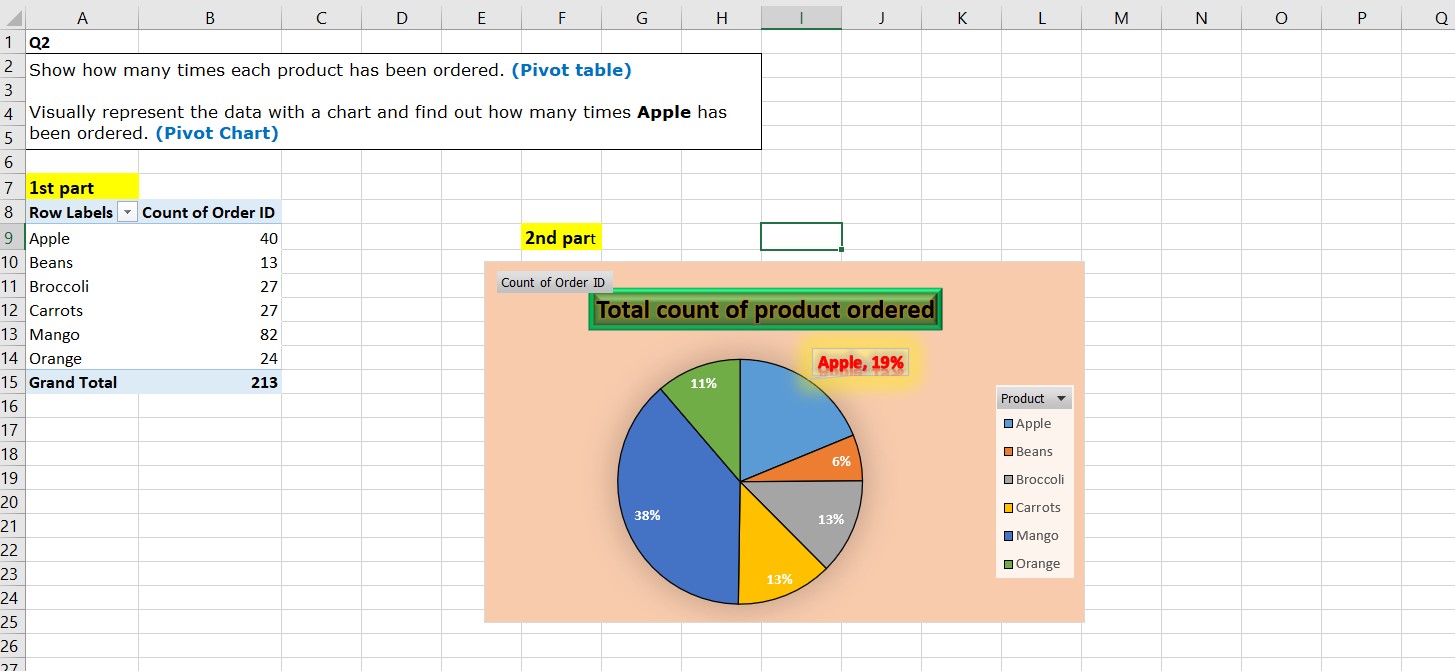 A B C D E F G H I J K L M N O P Q
1 Q2
2 Show how many times each product has been ordered. (Pivot table)
3
4 Visually represent the data with a chart and find out how many times Apple has
5 been ordered. (Pivot Chart)
6
7 1st part
8 Row Labels Count of Order ID
9 Apple 40 2nd part
10 Beans 13
11 Broccoli 27
12 Carrots 27
13 Mango 82
14 Orange 24
15 Grand Total 213
16
17
18
19
20
21
22
23
24
25
26
27
Count of Order ID
Total count of product ordered
Apple, 19%
11%
6%
38%
13%
13%
Product
Apple
Beans
Broccoli
Carrots
Mango
Orange